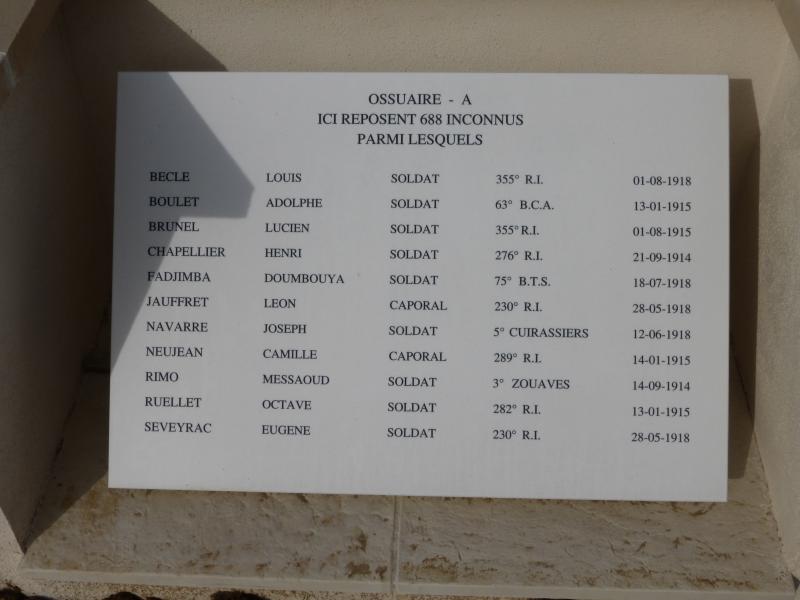 OSSUAIRE - A
ICI REPOSENT 688 INCONNUS
PARMI LESQUELS
BECLE LOUIS SOLDAT 355° R.I. 01-08-1918
BOULET ADOLPHE SOLDAT 63° B.C.A. 13-01-1915
BRUNEL LUCIEN SOLDAT 355° R.I. 01-08-1915
CHAPELLIER HENRI SOLDAT 276° R.I. 21-09-1914
FADJIMBA DOUMBOUYA SOLDAT 75° B.T.S. 18-07-1918
JAUFFRET LEON CAPORAL 230° R.I. 28-05-1918
NAVARRE JOSEPH SOLDAT 5° CUIRASSIERS 12-06-1918
NEUJEAN CAMILLE CAPORAL 289° R.I. 14-01-1915
RIMO MESSAOUD SOLDAT 3° ZOUAVES 14-09-1914
RUELLET OCTAVE SOLDAT 282° R.I. 13-01-1915
SEVEYRAC EUGENE SOLDAT 230° R.I. 28-05-1918